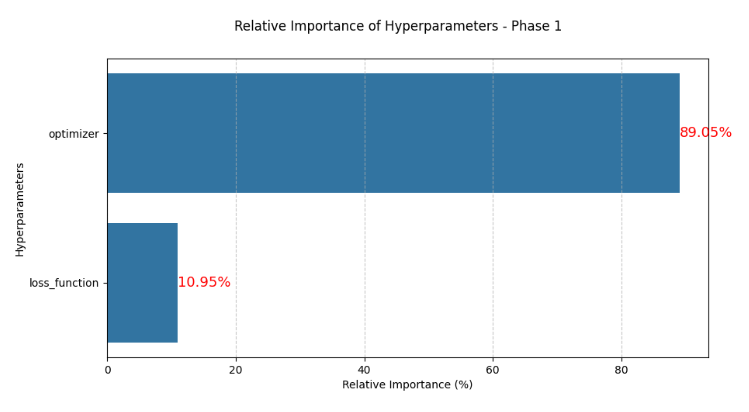 Relative Importance of Hyperparameters - Phase 1
Hyperparameters
optimizer
89.05%
loss_function
10.95%
0 20 40 60 80
Relative Importance (%)